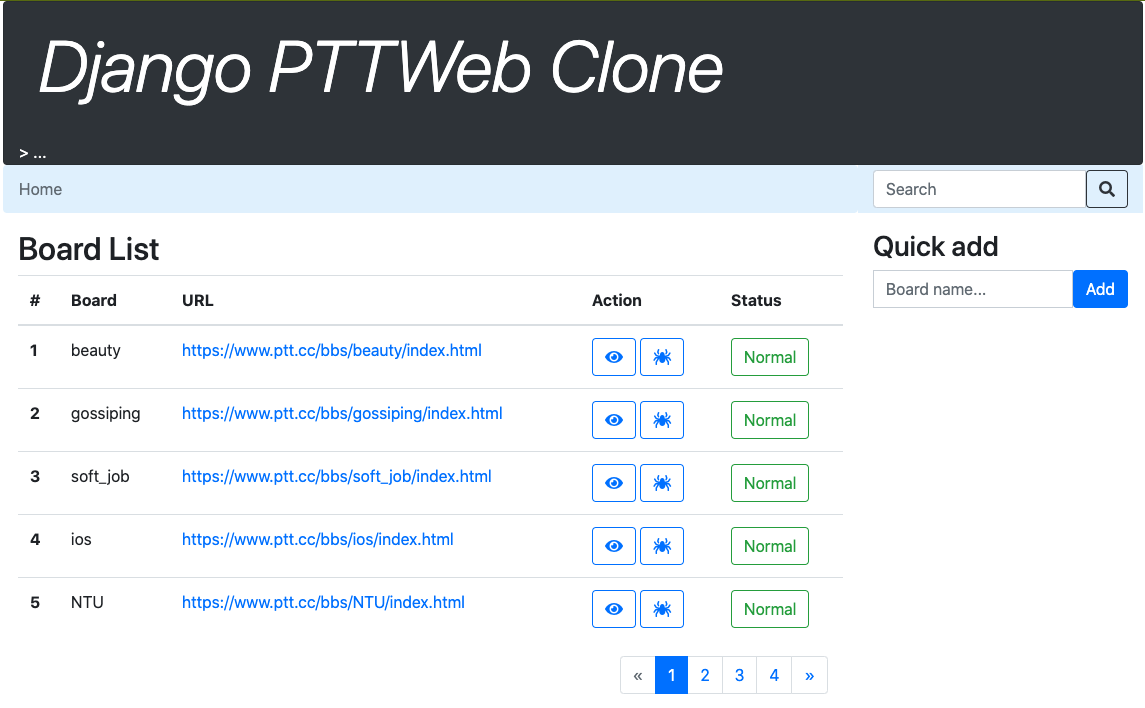 Django PTTWeb Clone
> ...
Home
Search
Board List
Quick add
Board name...
Add
# Board URL Action Status
1 beauty https://www.ptt.cc/bbs/beauty/index.html Normal
2 gossiping https://www.ptt.cc/bbs/gossiping/index.html Normal
3 soft_job https://www.ptt.cc/bbs/soft_job/index.html Normal
4 ios https://www.ptt.cc/bbs/ios/index.html Normal
5 NTU https://www.ptt.cc/bbs/NTU/index.html Normal
« 1 2 3 4 »